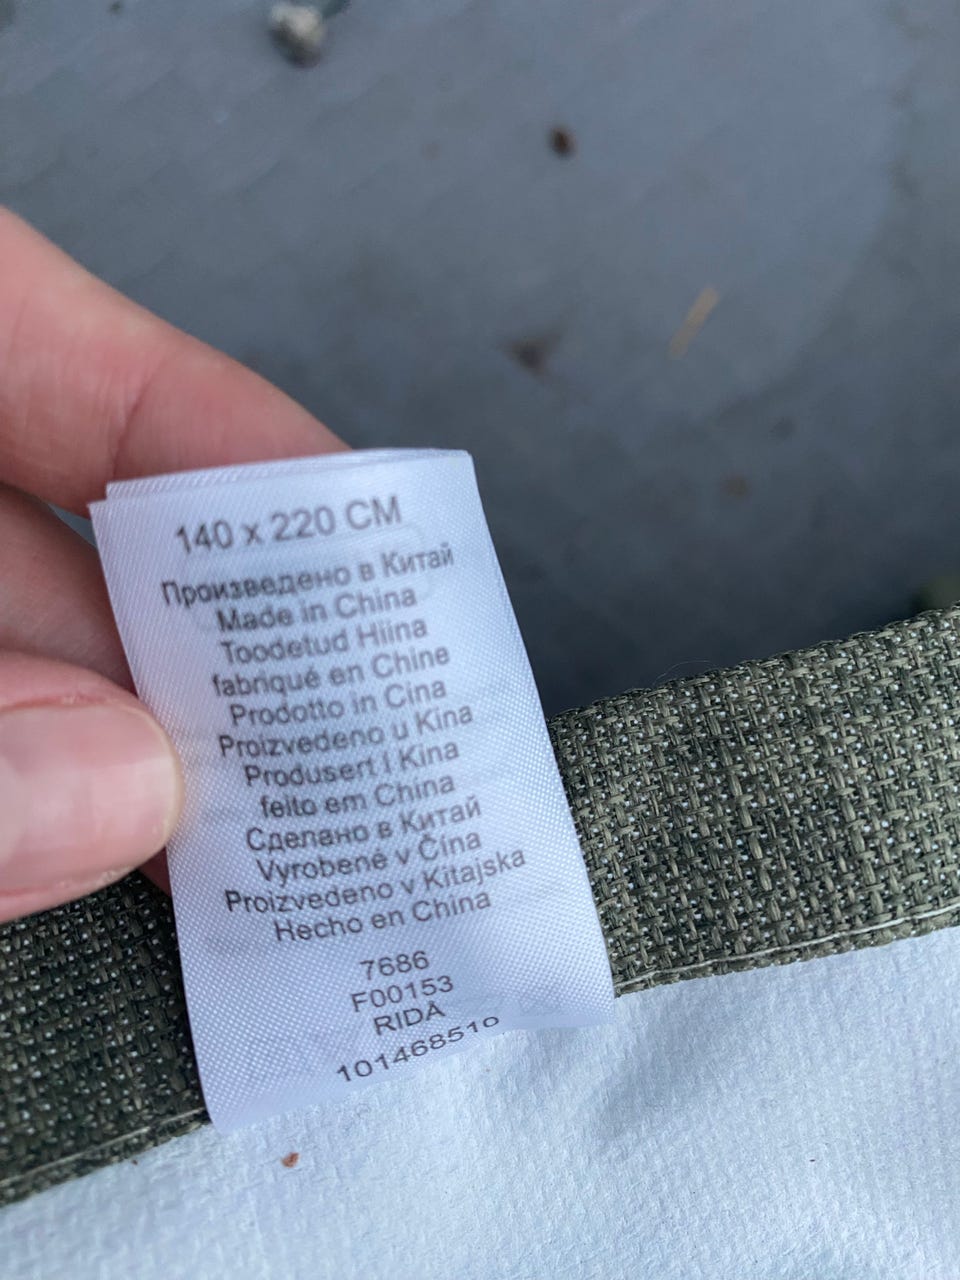 140 x 220 CM
Произведено в Китай
Made in China
Toodetud Hiina
fabriqué en Chine
Prodotto in Cina
Proizvedeno u Kina
Produsert I Kina
feito em China
Сделано в Китай
Vyrobené v Čína
Proizvedeno v Kitajska
Hecho en China
7686
F00153
RIDÅ
101468510